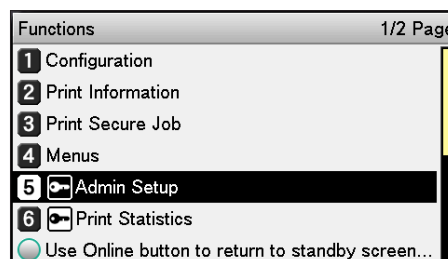 Functions 1/2 Page
1 Configuration
2 Print Information
3 Print Secure Job
4 Menus
5 Admin Setup
6 Print Statistics
Use Online button to return to standby screen...